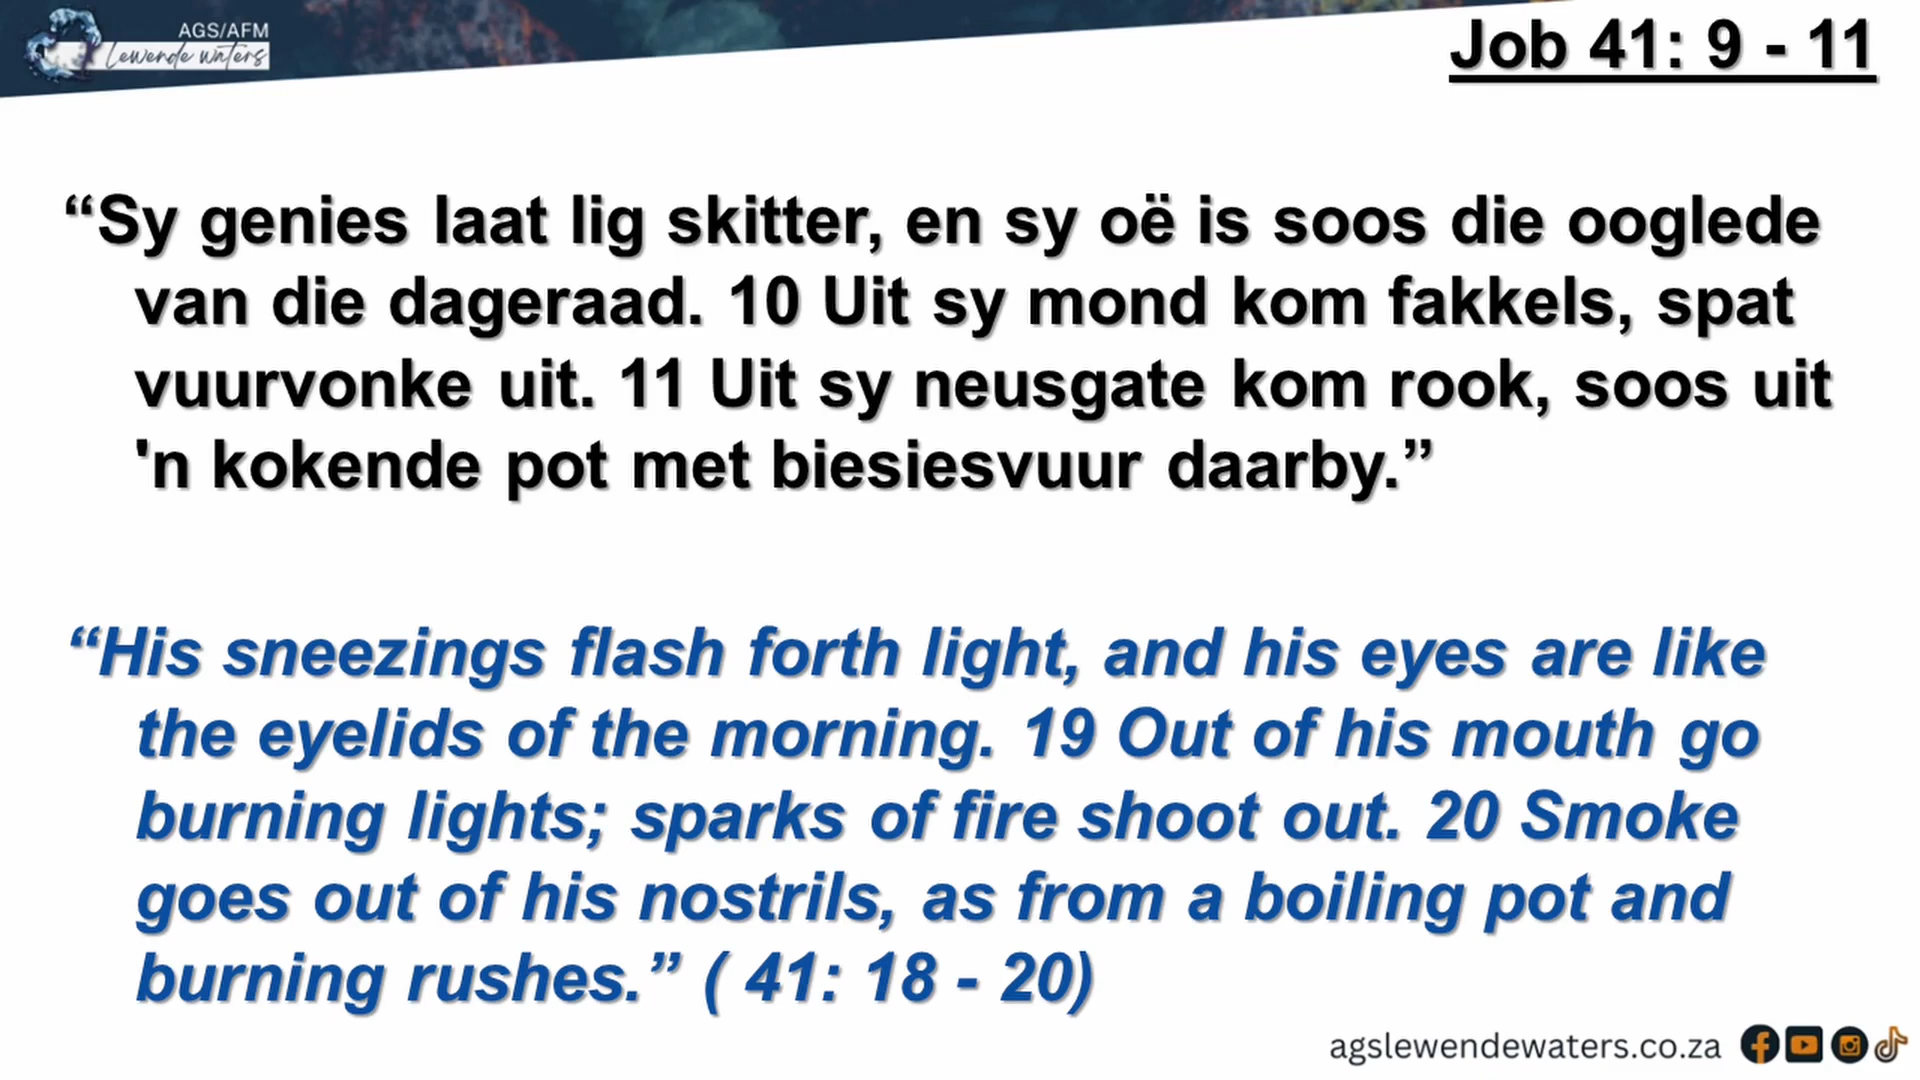 AGS/AFM
Lewende waters
Job 41: 9 - 11
“Sy genies laat lig skitter, en sy oë is soos die ooglede
van die dageraad. 10 Uit sy mond kom fakkels, spat
vuurvonke uit. 11 Uit sy neusgate kom rook, soos uit
'n kokende pot met biesiesvuur daarby.”
“His sneezings flash forth light, and his eyes are like
the eyelids of the morning. 19 Out of his mouth go
burning lights; sparks of fire shoot out. 20 Smoke
goes out of his nostrils, as from a boiling pot and
burning rushes.” ( 41: 18 - 20)
agslewendewaters.co.za